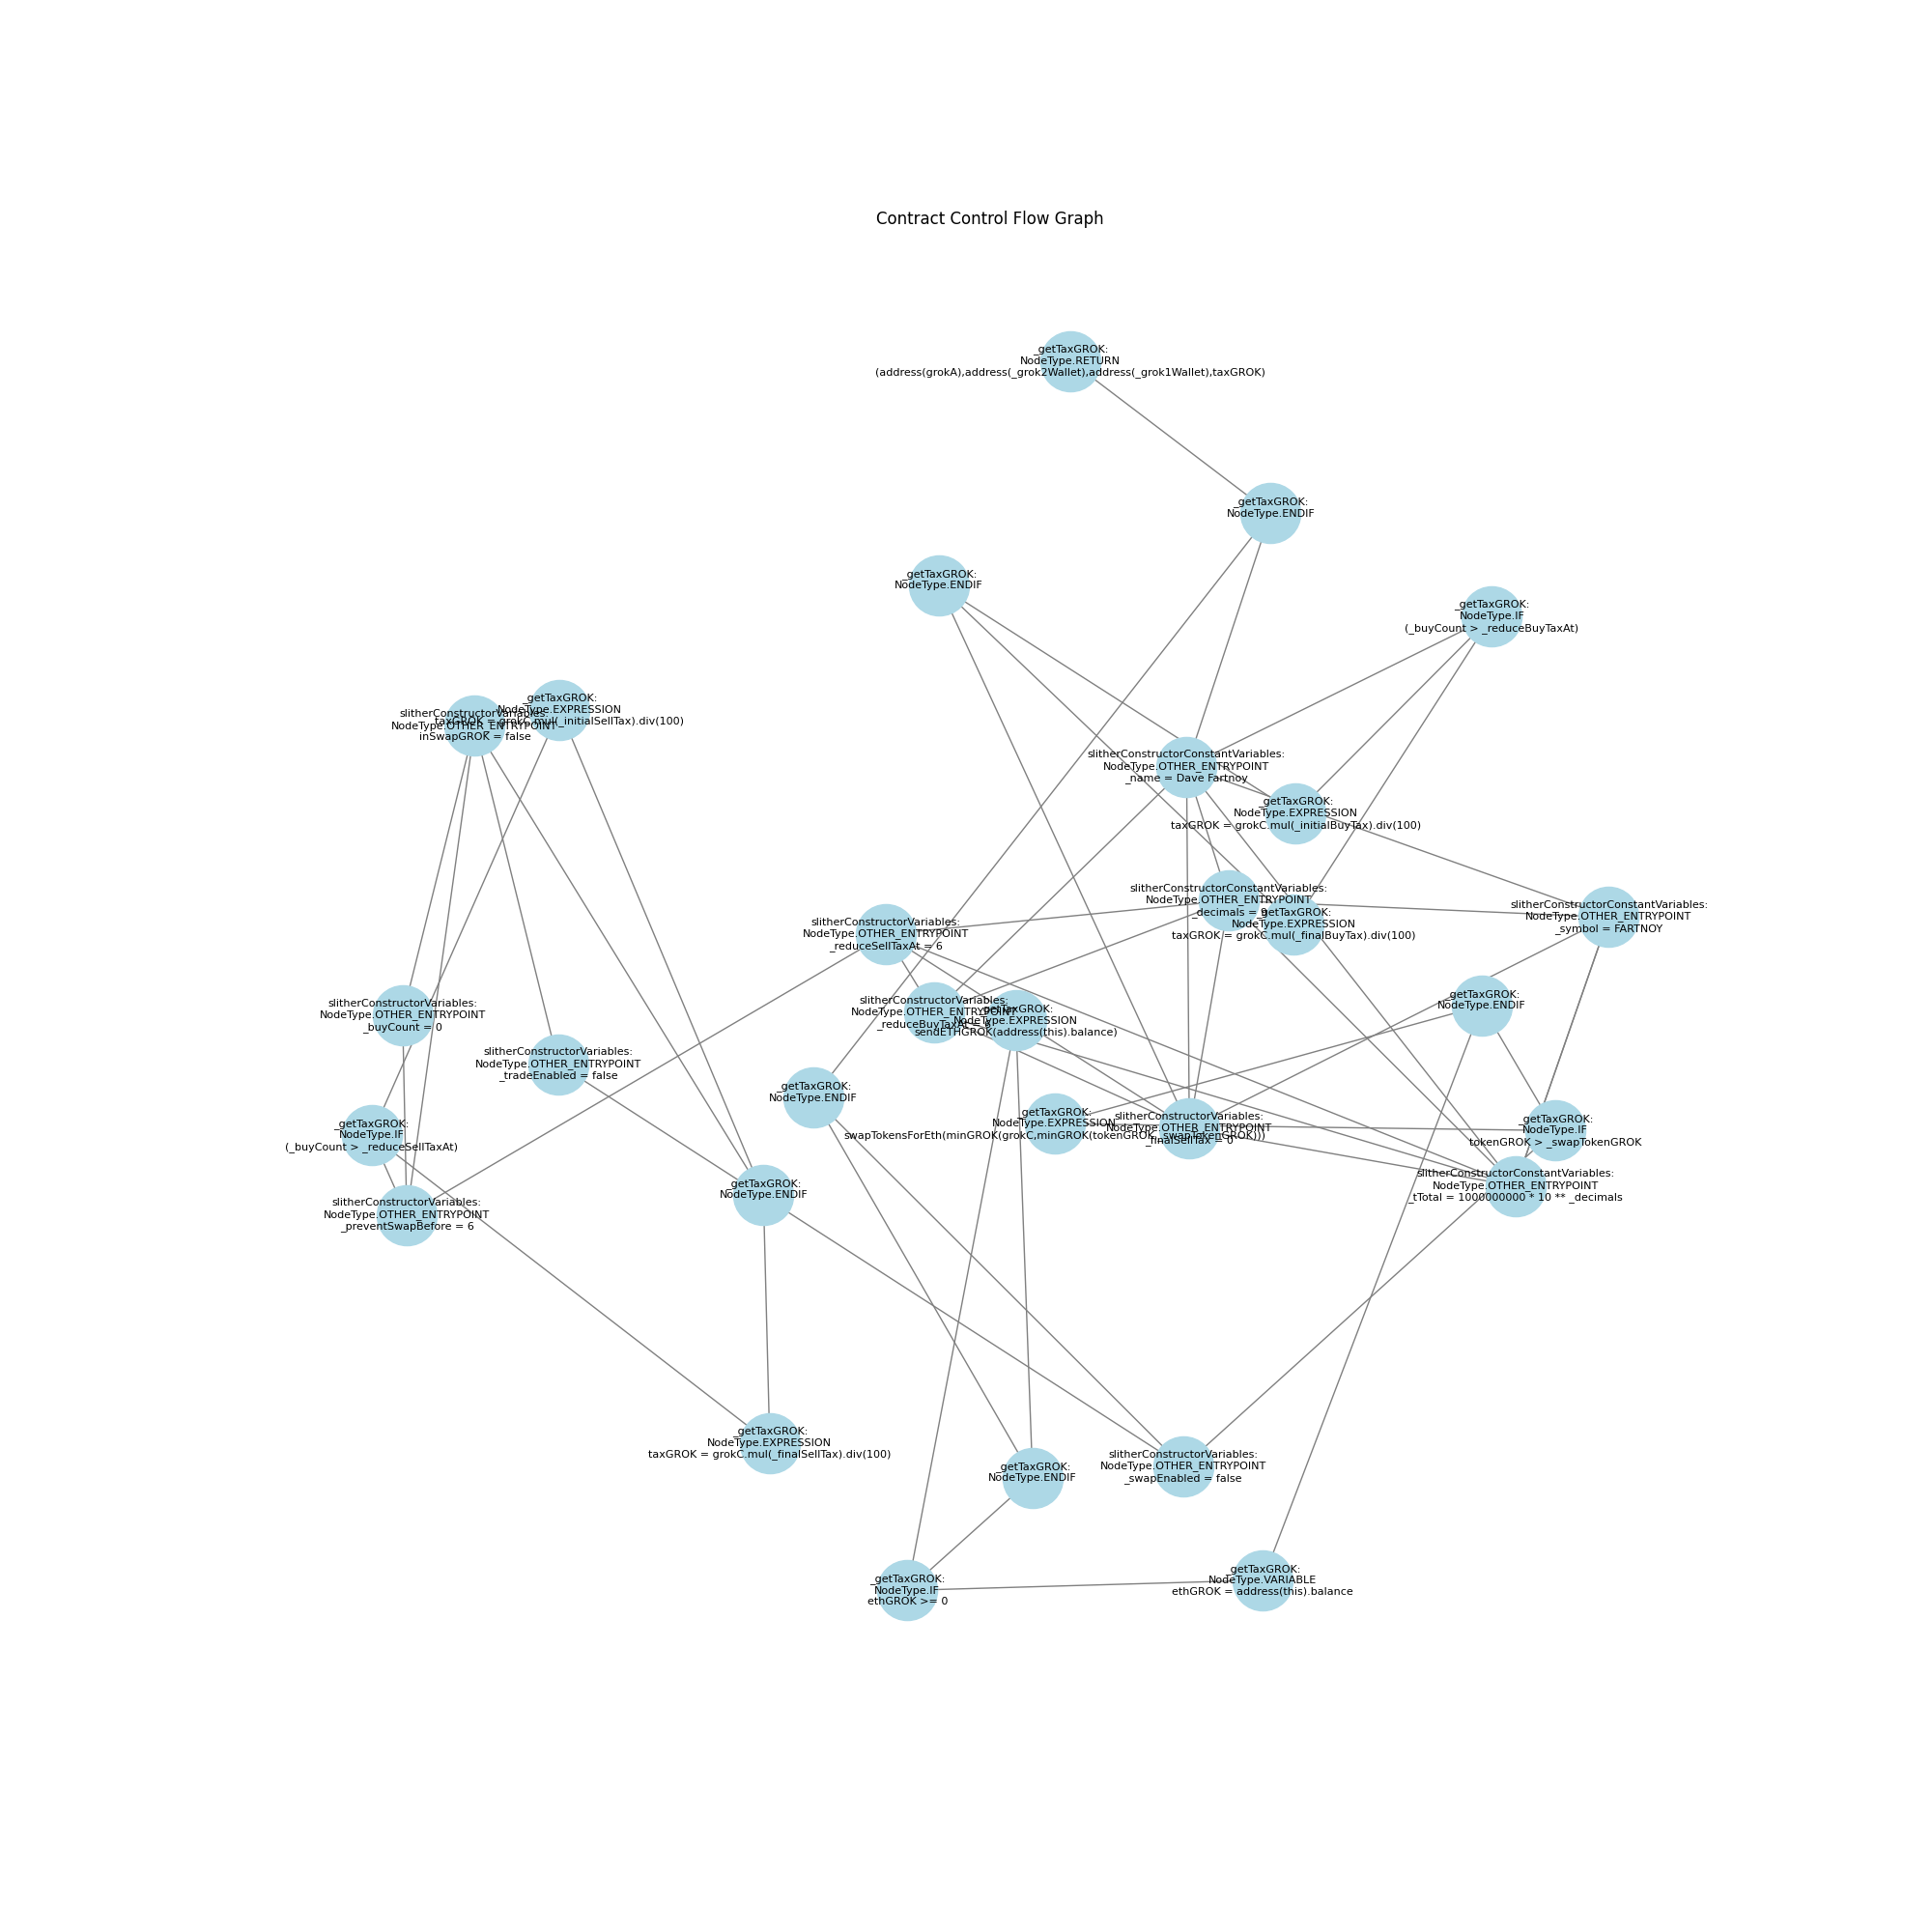 Contract Control Flow Graph
_getTaxGROK:
NodeType.RETURN
(address(grokA),address(_grok2Wallet),address(_grok1Wallet),taxGROK)
_getTaxGROK:
NodeType.ENDIF
_getTaxGROK:
NodeType.ENDIF
_getTaxGROK:
NodeType.IF
(_buyCount > _reduceBuyTaxAt)
_getTaxGROK:
NodeType.EXPRESSION
taxGROK = grokC.mul(_initialSellTax).div(100)
slitherConstructorVariables:
NodeType.OTHER_ENTRYPOINT
inSwapGROK = false
slitherConstructorConstantVariables:
NodeType.OTHER_ENTRYPOINT
_name = Dave Fartnoy
_getTaxGROK:
NodeType.EXPRESSION
taxGROK = grokC.mul(_initialBuyTax).div(100)
slitherConstructorConstantVariables:
NodeType.OTHER_ENTRYPOINT
_decimals = 9
_getTaxGROK:
NodeType.EXPRESSION
taxGROK = grokC.mul(_finalBuyTax).div(100)
slitherConstructorConstantVariables:
NodeType.OTHER_ENTRYPOINT
_symbol = FARTNOY
slitherConstructorVariables:
NodeType.OTHER_ENTRYPOINT
_reduceSellTaxAt = 6
slitherConstructorVariables:
NodeType.OTHER_ENTRYPOINT
_reduceBuyTaxAt =
_getTaxGROK:
NodeType.EXPRESSION
sendETHGROK(address(this).balance)
_getTaxGROK:
NodeType.ENDIF
slitherConstructorVariables:
NodeType.OTHER_ENTRYPOINT
_buyCount = 0
slitherConstructorVariables:
NodeType.OTHER_ENTRYPOINT
_tradeEnabled = false
_getTaxGROK:
NodeType.ENDIF
_getTaxGROK:
NodeType.EXPRESSION
swapTokensForEth(minGROK(grokC,minGROK(tokenGROK,_swapTokenGROK)))
slitherConstructorVariables:
NodeType.OTHER_ENTRYPOINT
_finalSellTax = 0
_getTaxGROK:
NodeType.IF
tokenGROK > _swapTokenGROK
_getTaxGROK:
NodeType.IF
(_buyCount > _reduceSellTaxAt)
slitherConstructorConstantVariables:
NodeType.OTHER_ENTRYPOINT
_tTotal = 1000000000 * 10 ** _decimals
_getTaxGROK:
NodeType.ENDIF
slitherConstructorVariables:
NodeType.OTHER_ENTRYPOINT
_preventSwapBefore = 6
_getTaxGROK:
NodeType.EXPRESSION
taxGROK = grokC.mul(_finalSellTax).div(100)
_getTaxGROK:
NodeType.ENDIF
slitherConstructorVariables:
NodeType.OTHER_ENTRYPOINT
_swapEnabled = false
_getTaxGROK:
NodeType.IF
ethGROK >= 0
_getTaxGROK:
NodeType.VARIABLE
ethGROK = address(this).balance